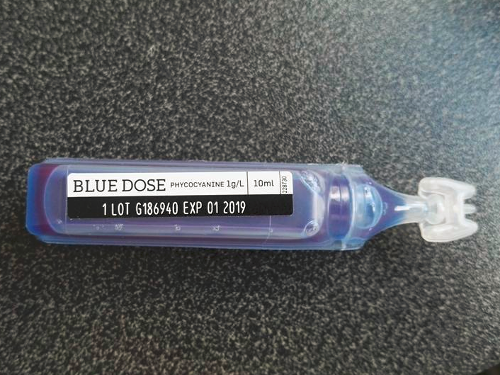 BLUE DOSE PHYCOCYANINE 1g/L 10ml
1 LOT G186940 EXP 01 2019